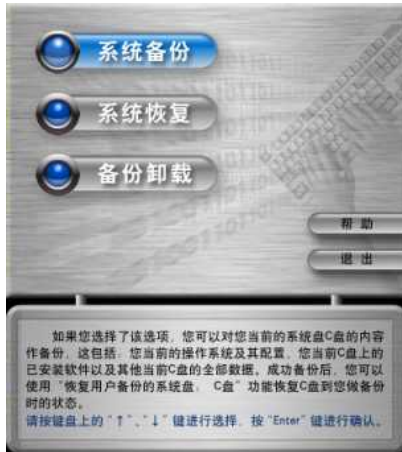 系统备份
系统恢复
备份卸载
帮 助
退 出
如果您选择了该选项，您可以对您当前的系统盘C盘的内容
作备份，这包括：您当前的操作系统及其配置，您当前C盘上的
已安装软件以及其他当前C盘的全部数据。成功备份后，您可以
使用“恢复用户备份的系统盘： C盘”功能恢复C盘到您做备份
时的状态。
请按键盘上的“↑”、“↓”键进行选择，按“Enter”键进行确认。